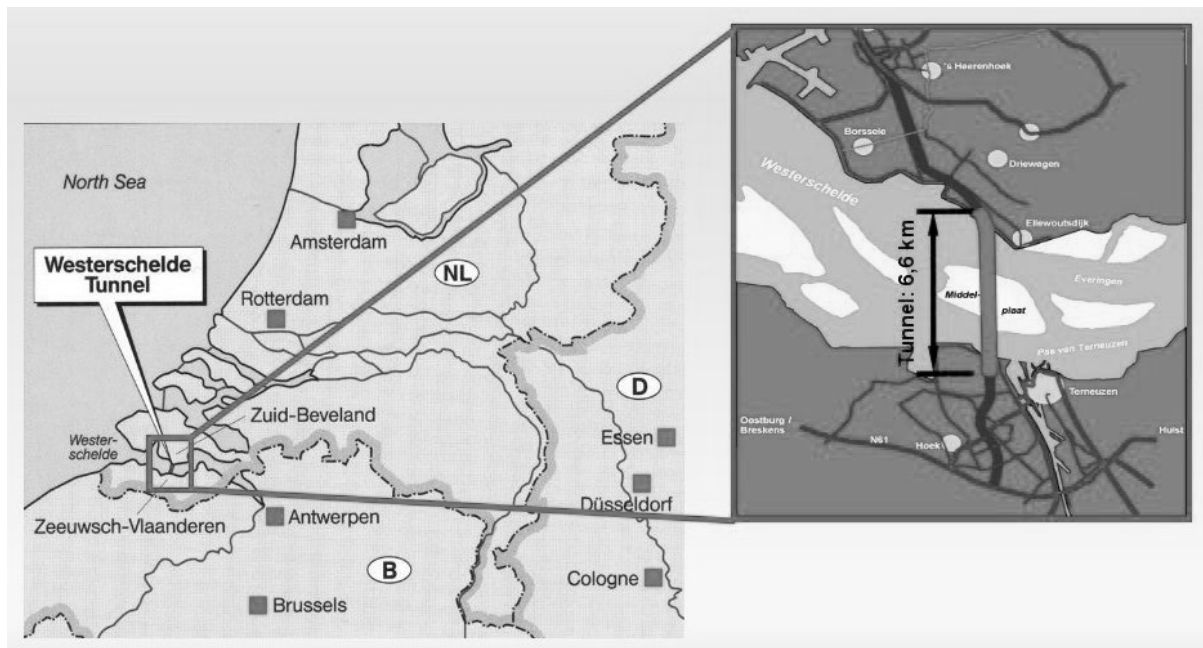 North Sea
Amsterdam
NL
Westerschelde
Tunnel
Rotterdam
D
Zuid-Beveland
Wester-
schelde
Essen
Düsseldorf
Zeeuwsch-Vlaanderen
Antwerpen
B
Cologne
Brussels
's Heerenhoek
Borssele
Driewegen
Westerschelde
Ellewoutsdijk
Everingen
Tunnel: 6,6 km
Middel-
plaat
Pas van Terneuzen
Terneuzen
Oostburg /
Breskens
N61
Hoek
Hulst